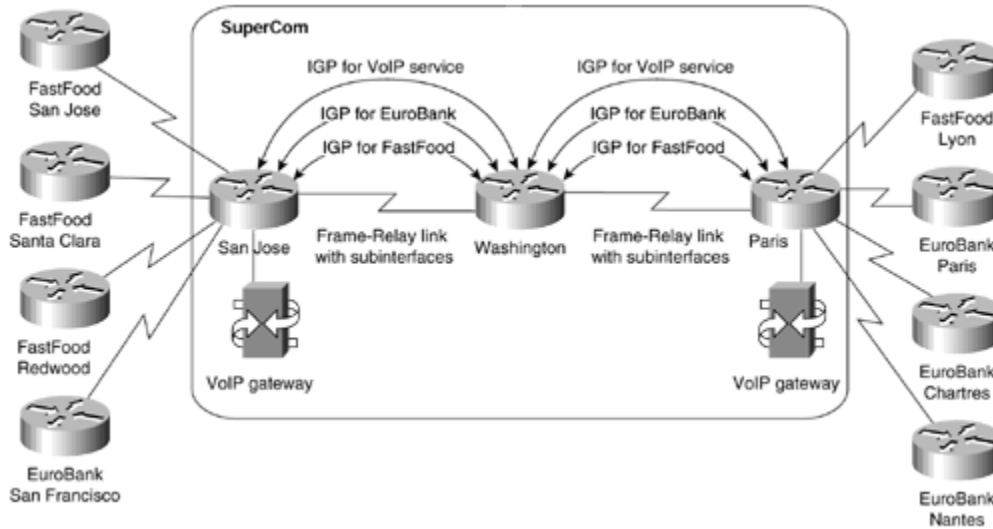 SuperCom
IGP for VoIP service
IGP for VoIP service
IGP for EuroBank
IGP for EuroBank
IGP for FastFood
IGP for FastFood
FastFood
San Jose
FastFood
Santa Clara
FastFood
Redwood
EuroBank
San Francisco
San Jose
Frame-Relay link
with subinterfaces
Washington
Frame-Relay link
with subinterfaces
Paris
VoIP gateway
VoIP gateway
FastFood
Lyon
EuroBank
Paris
EuroBank
Chartres
EuroBank
Nantes